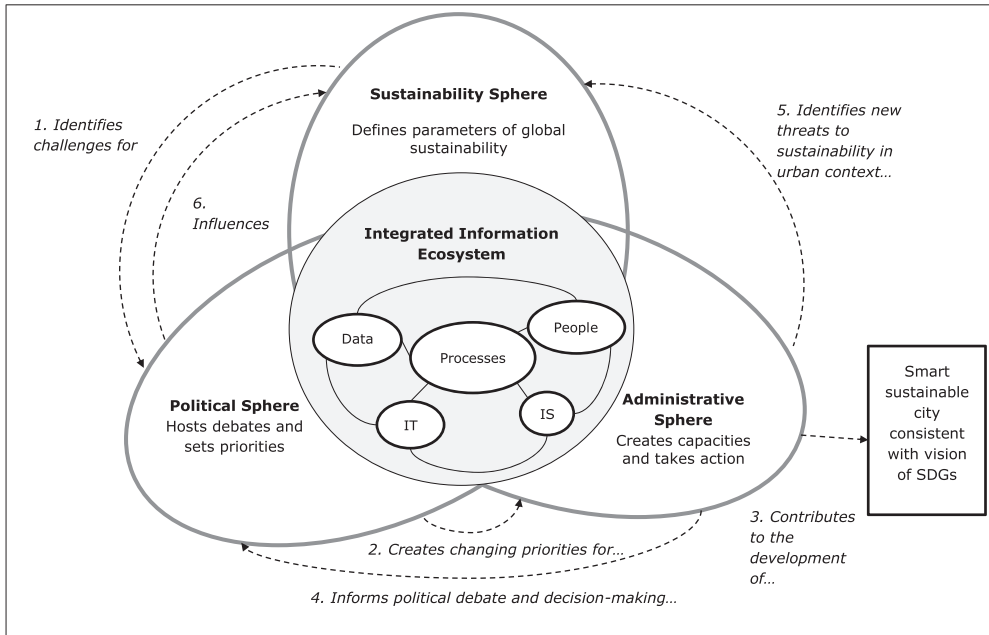 Sustainability Sphere
Defines parameters of global
sustainability
1. Identifies
challenges for
5. Identifies new
threats to
sustainability in
urban context…
6.
Influences
Integrated Information
Ecosystem
Data
Processes
People
IT
IS
Political Sphere
Hosts debates and
sets priorities
Administrative
Sphere
Creates capacities
and takes action
Smart
sustainable
city
consistent
with vision
of SDGs
2. Creates changing priorities for…
3. Contributes
to the
development
of…
4. Informs political debate and decision-making…